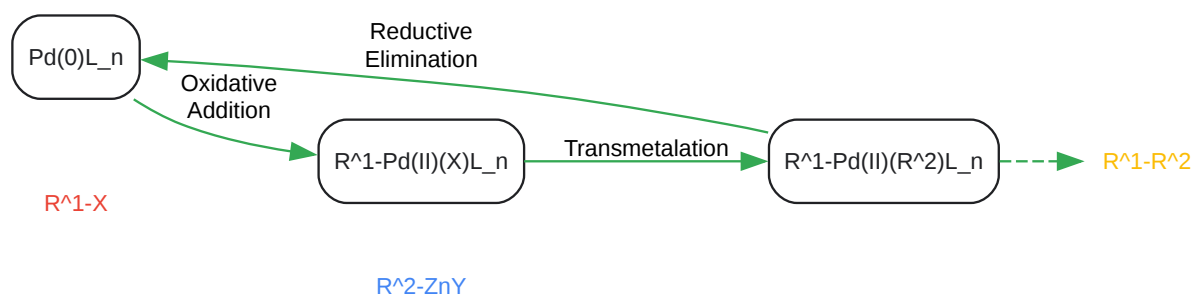 Reductive
Elimination
Pd(0)L_n
Oxidative
Addition
Transmetalation
R^1-Pd(II)(X)L_n
R^1-Pd(II)(R^2)L_n
R^1-R^2
R^1-X
R^2-ZnY